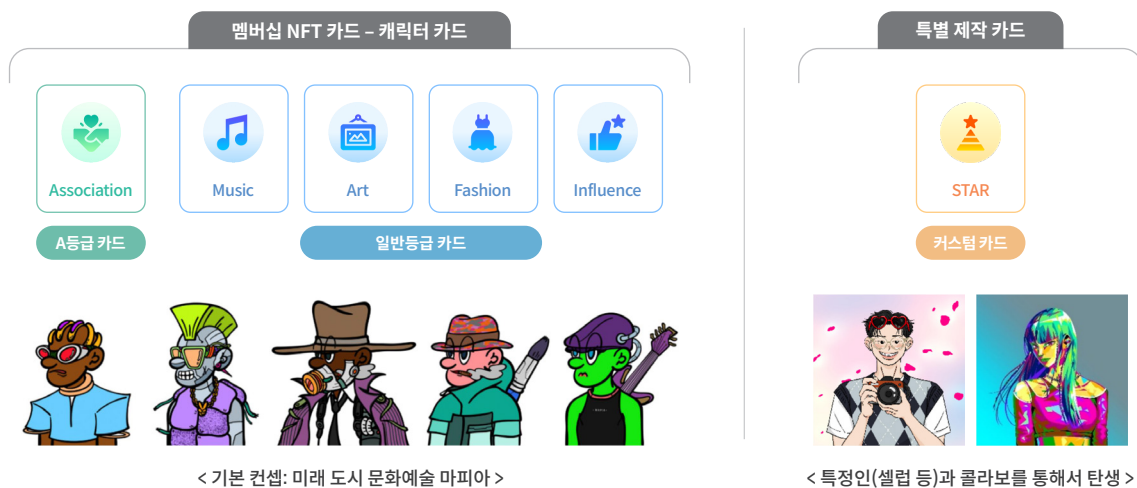 멤버십 NFT 카드 – 캐릭터 카드
특별 제작 카드
Association
Music
Art
Fashion
Influence
STAR
A등급 카드
일반등급 카드
커스텀 카드
< 기본 컨셉: 미래 도시 문화예술 마피아 >
< 특정인(셀럽 등)과 콜라보를 통해서 탄생 >